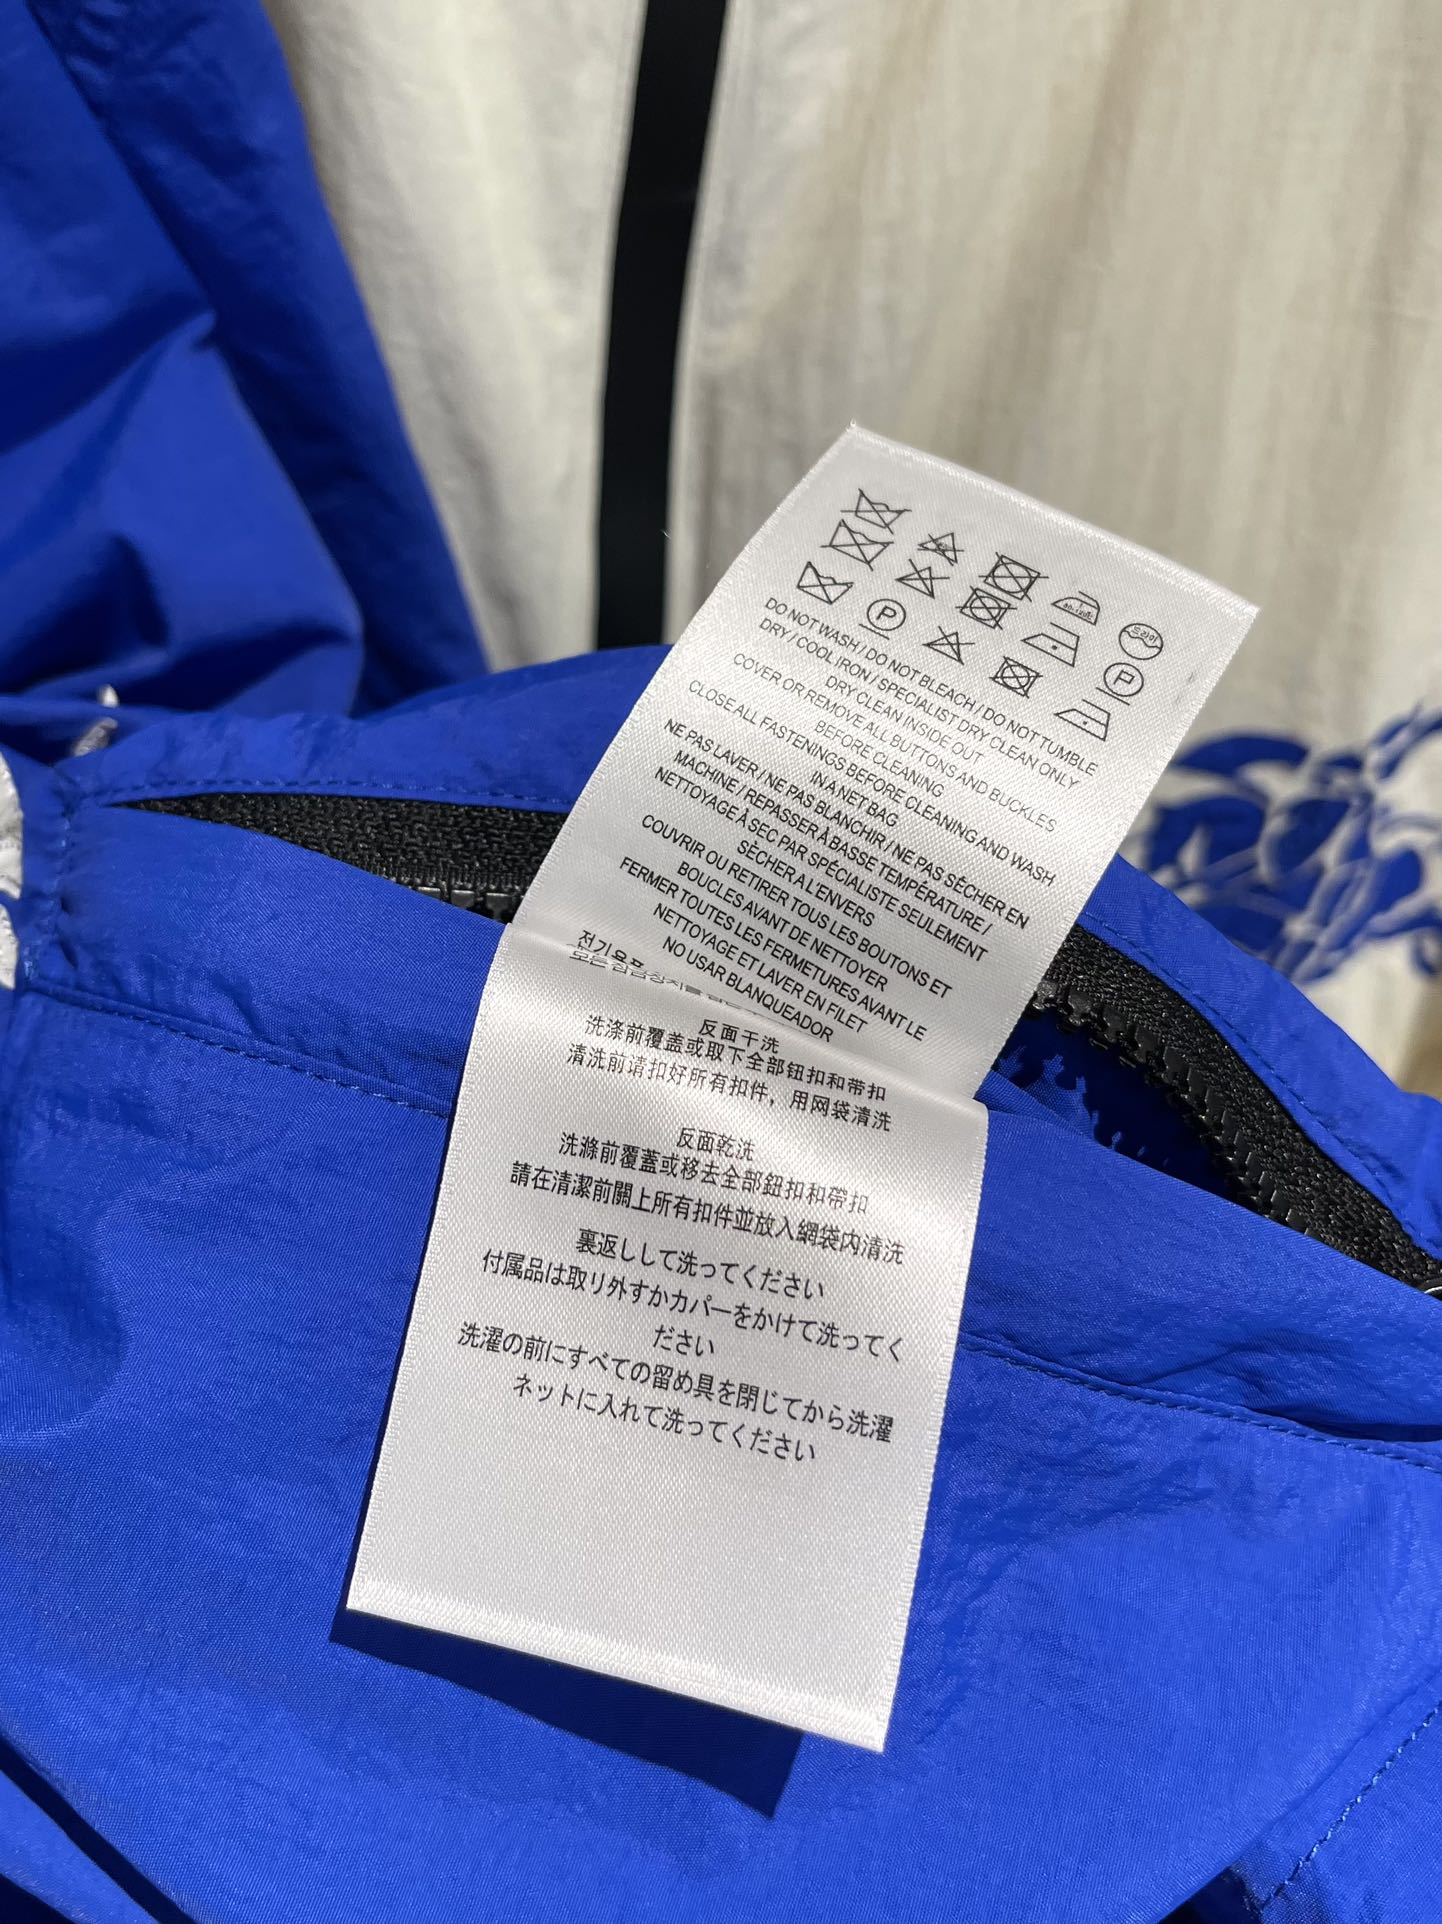 P
드라이
P
DO NOT WASH / DO NOT BLEACH / DO NOT TUMBLE
DRY / COOL IRON / SPECIALIST DRY CLEAN ONLY
DRY CLEAN INSIDE OUT
COVER OR REMOVE ALL BUTTONS AND BUCKLES
BEFORE CLEANING
CLOSE ALL FASTENINGS BEFORE CLEANING AND WASH
IN A NET BAG
NE PAS LAVER / NE PAS BLANCHIR / NE PAS SÉCHER EN
MACHINE / REPASSER À BASSE TEMPÉRATURE /
NETTOYAGE À SEC PAR SPÉCIALISTE SEULEMENT
SÉCHER A L'ENVERS
COUVRIR OU RETIRER TOUS LES BOUTONS ET
BOUCLES AVANT DE NETTOYER
FERMER TOUTES LES FERMETURES AVANT LE
NETTOYAGE ET LAVER EN FILET
NO USAR BLANQUEADOR
모든 잠금장치를
反面干洗
洗涤前覆盖或取下全部钮扣和带扣
清洗前请扣好所有扣件，用网袋清洗
反面乾洗
洗滌前覆蓋或移去全部鈕扣和帶扣
請在清潔前關上所有扣件並放入網袋内清洗
裏返しして洗ってください
付属品は取り外すかカバーをかけて洗ってく
ださい
洗濯の前にすべての留め具を閉じてから洗濯
ネットに入れて洗ってください